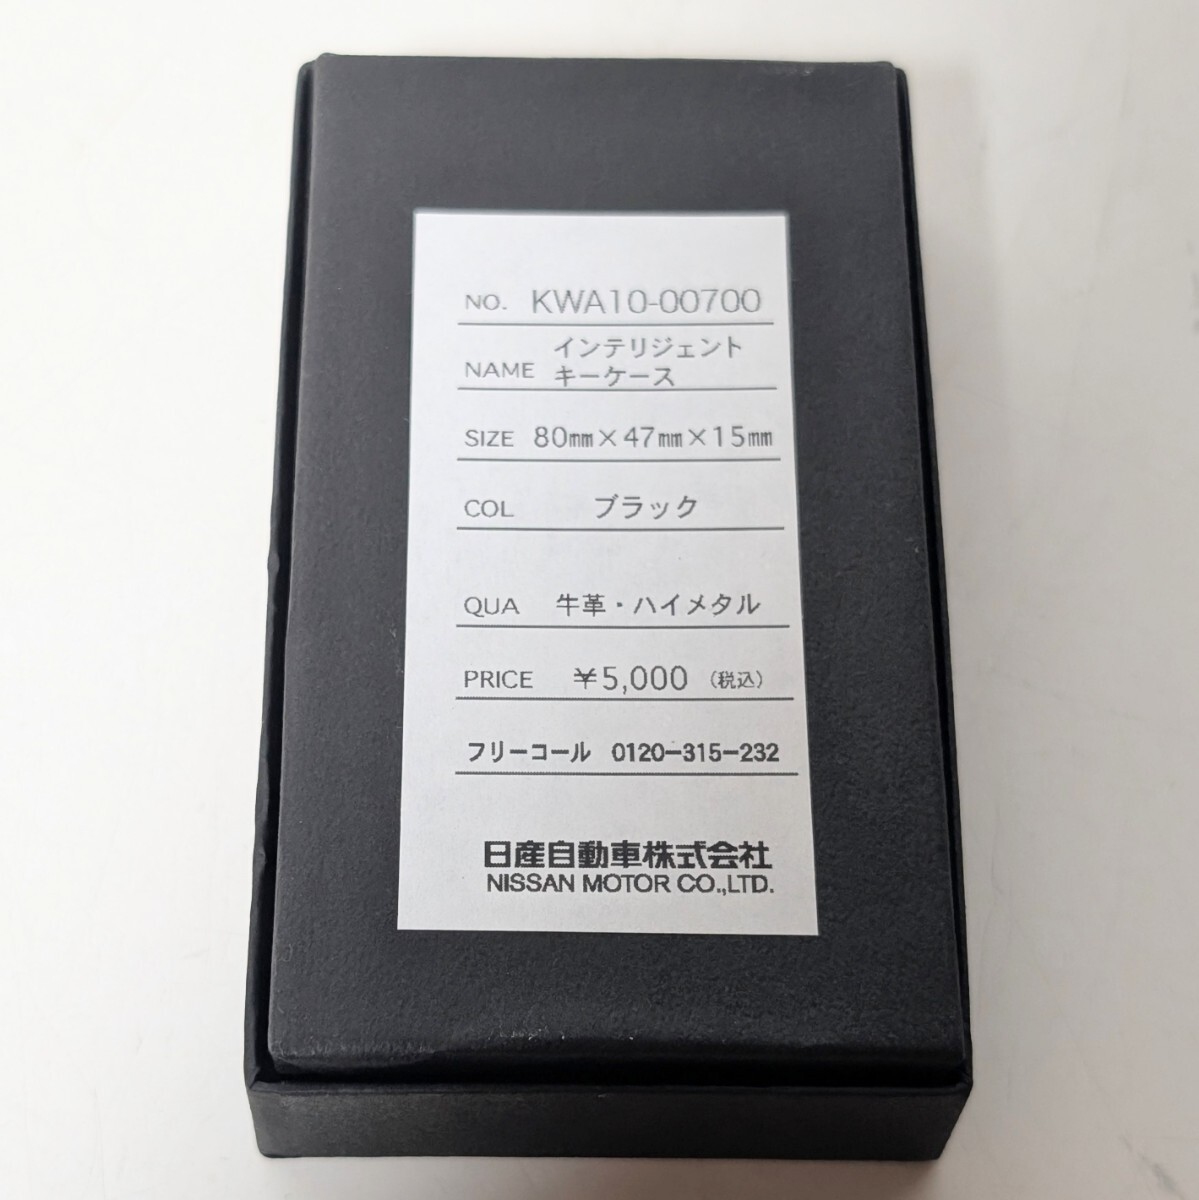 NO. KWA10-00700
NAME インテリジェント
キーケース
SIZE 80㎜×47㎜×15㎜
COL ブラック
QUA 牛革・ハイメタル
PRICE ¥5,000 (税込)
フリーコール 0120-315-232
日産自動車株式会社
NISSAN MOTOR CO.,LTD.